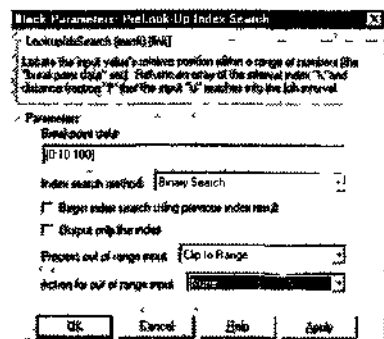 Block Parameters: PreLook-Up Index Search
LookupIdxSearch (mask) (link)
Locate the input value's relative position within a range of numbers (the
"breakpoint data" set). Returns an array of the interval index "k" and
distance fraction "f" that the input "u" reaches into the kth interval.
Parameters
Breakpoint data
[0:10:100]
Index search method: Binary Search
Begin index search using previous index result
Output only the index
Process out of range input: Clip to Range
Action for out of range input:
OK Cancel Help Apply